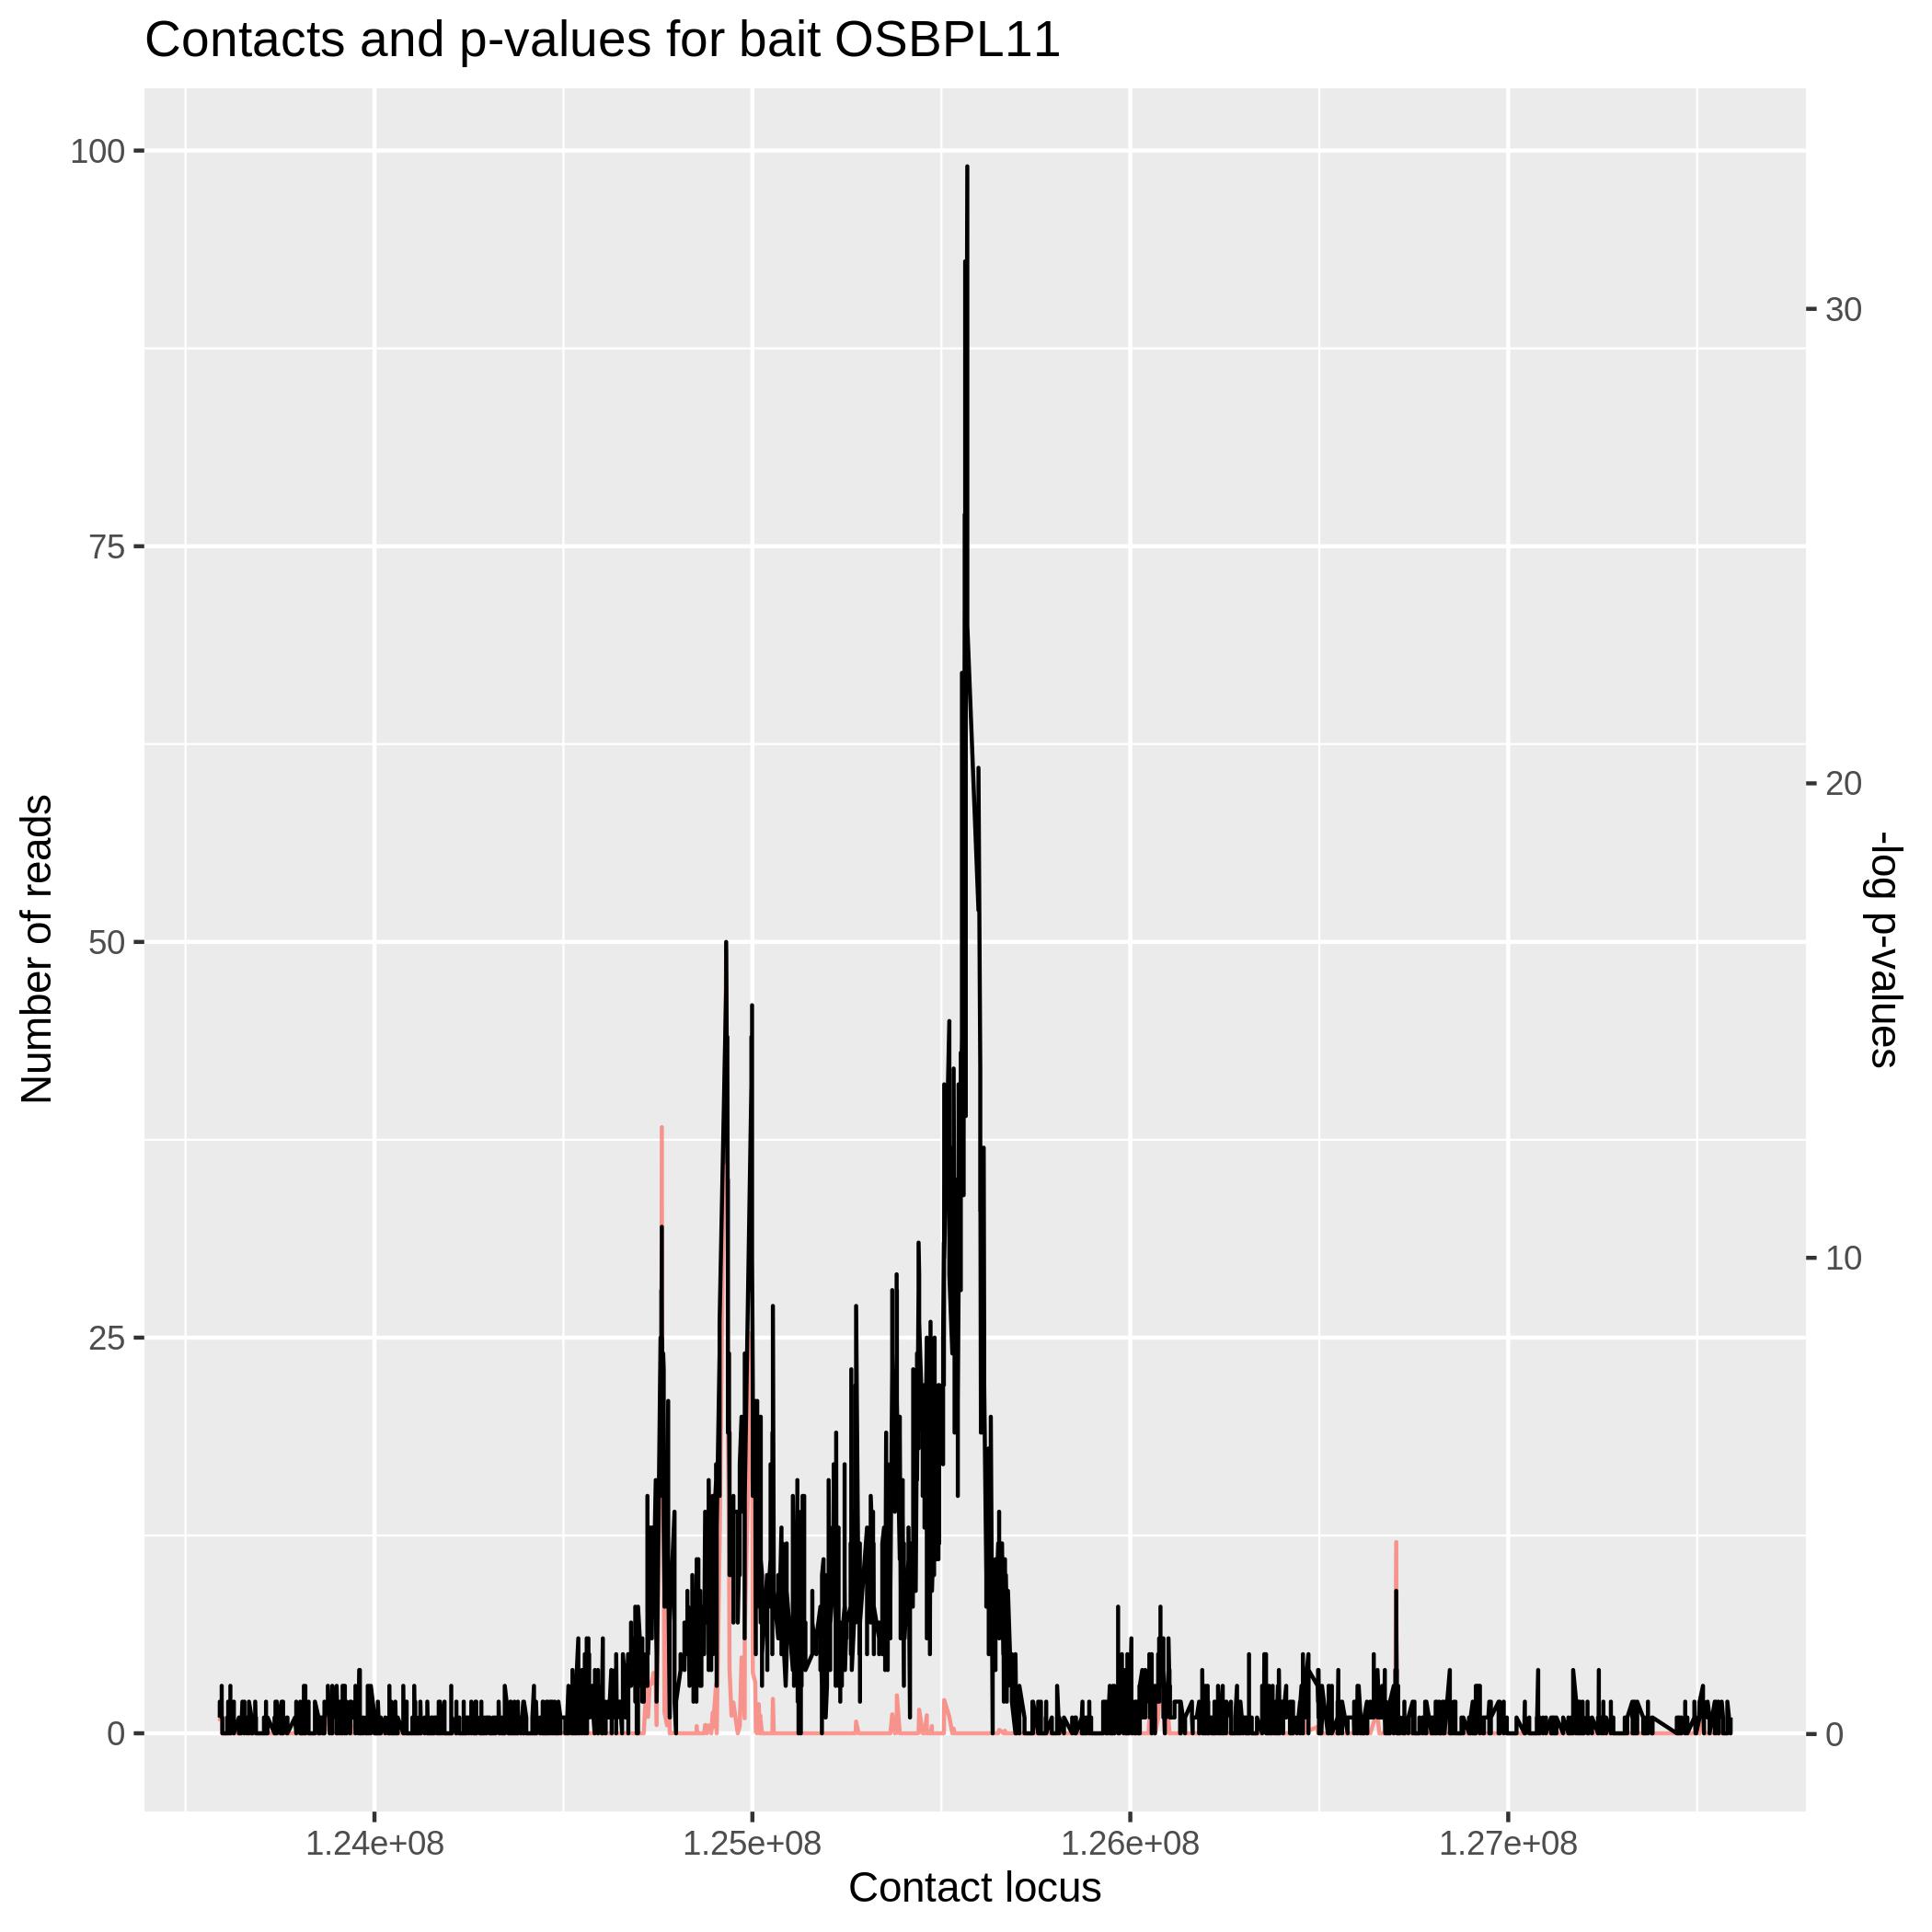 Contacts and p-values for bait OSBPL11
100
75
50
25
0
Number of reads
30
20
10
0
-log p-values
1.24e+08
1.25e+08
1.26e+08
1.27e+08
Contact locus